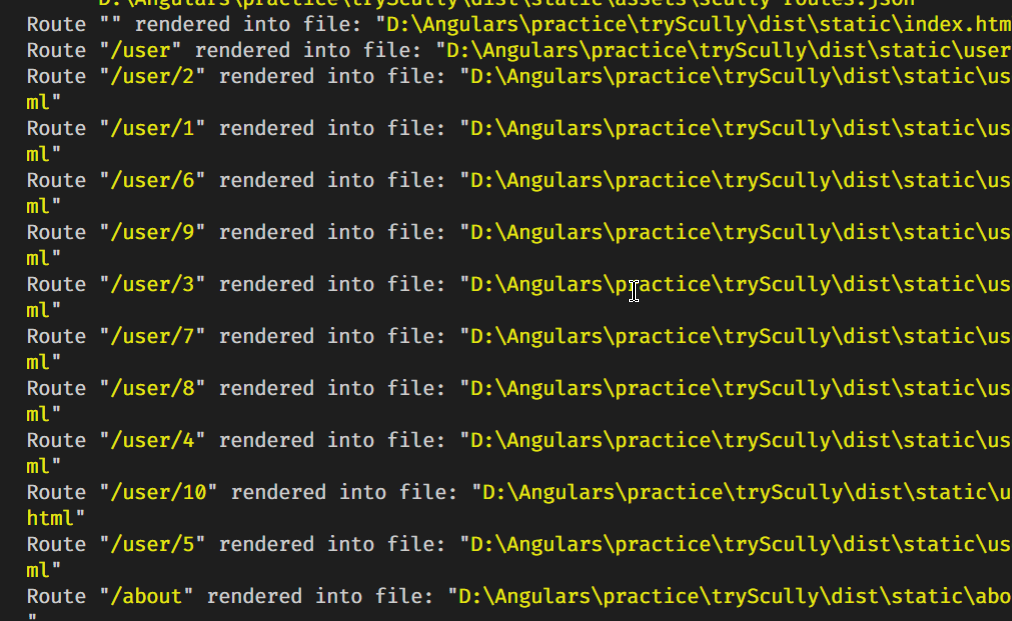 D:\Angulars\practice\tryScully\dist\static\assets\scully-routes.json
Route "" rendered into file: "D:\Angulars\practice\tryScully\dist\static\index.htm
Route "/user" rendered into file: "D:\Angulars\practice\tryScully\dist\static\user
Route "/user/2" rendered into file: "D:\Angulars\practice\tryScully\dist\static\us
ml"
Route "/user/1" rendered into file: "D:\Angulars\practice\tryScully\dist\static\us
ml"
Route "/user/6" rendered into file: "D:\Angulars\practice\tryScully\dist\static\us
ml"
Route "/user/9" rendered into file: "D:\Angulars\practice\tryScully\dist\static\us
ml"
Route "/user/3" rendered into file: "D:\Angulars\practice\tryScully\dist\static\us
ml"
Route "/user/7" rendered into file: "D:\Angulars\practice\tryScully\dist\static\us
ml"
Route "/user/8" rendered into file: "D:\Angulars\practice\tryScully\dist\static\us
ml"
Route "/user/4" rendered into file: "D:\Angulars\practice\tryScully\dist\static\us
ml"
Route "/user/10" rendered into file: "D:\Angulars\practice\tryScully\dist\static\u
html"
Route "/user/5" rendered into file: "D:\Angulars\practice\tryScully\dist\static\us
ml"
Route "/about" rendered into file: "D:\Angulars\practice\tryScully\dist\static\abo
"